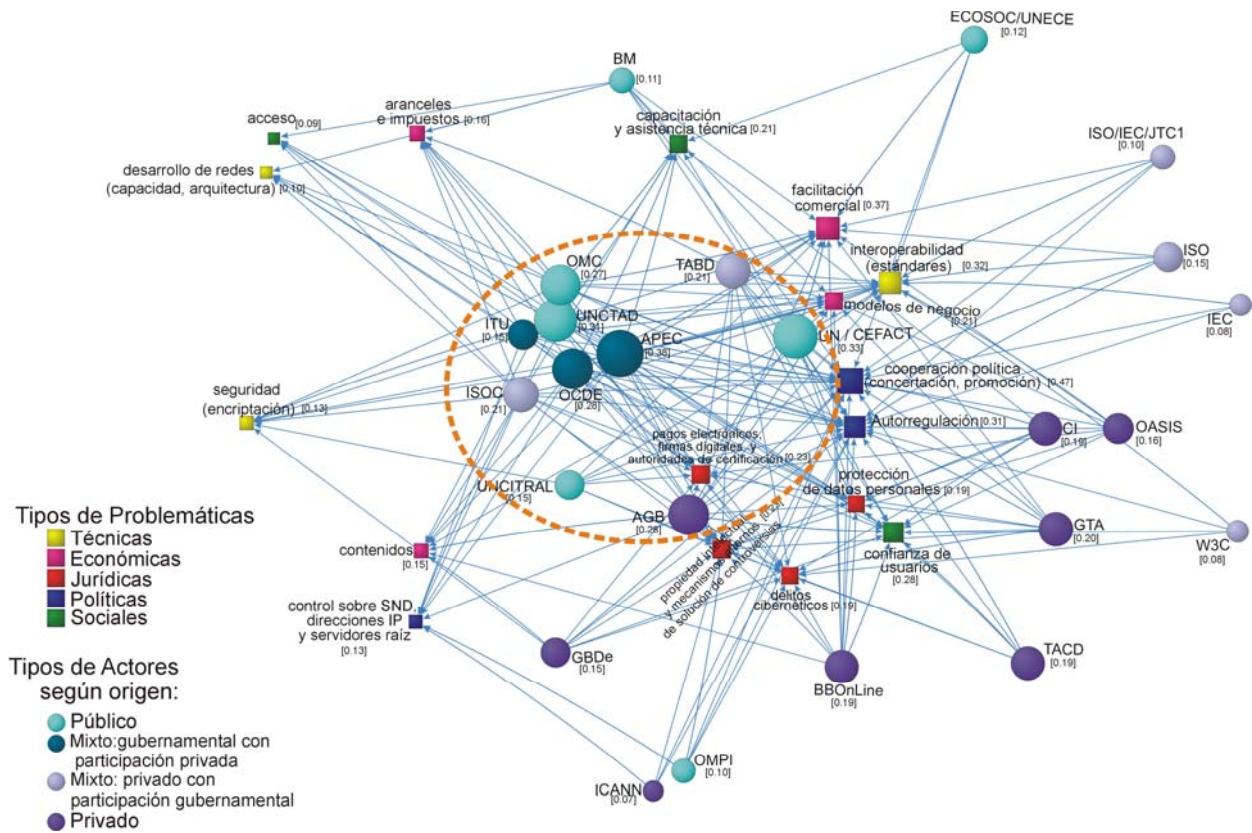 ECOSOC/UNECE
[0.12]
BM
[0.11]
acceso
[0.09]
aranceles
e impuestos [0.16]
capacitación
y asistencia técnica [0.21]
ISO/IEC/JTC1
[0.10]
desarrollo de redes
(capacidad, arquitectura) [0.10]
facilitación
comercial [0.37]
OMC
[0.27]
TABD
[0.21]
interoperabilidad
(estándares) [0.32]
ISO
[0.15]
ITU
[0.15]
UNCTAD
[0.31]
modelos de negocio
[0.21]
IEC
[0.08]
APEC
[0.38]
UN / CEFACT
[0.33]
cooperación política
(concertación, promoción) [0.47]
seguridad
(encriptación) [0.13]
ISOC
[0.21]
OCDE
[0.28]
Autorregulación [0.31]
CI
[0.19]
OASIS
[0.16]
pagos electrónicos,
firmas digitales, y
autoridades de certificación [0.23]
UNCITRAL
[0.15]
protección
de datos personales [0.19]
AGB
[0.28]
GTA
[0.20]
W3C
[0.08]
confianza de
usuarios
[0.28]
propiedad intelectual
y mecanismos alternos
de solución de controversias
delitos
cibernéticos [0.19]
contenidos
[0.15]
control sobre SND,
direcciones IP
y servidores raíz
[0.13]
GBDe
[0.15]
BBOnLine
[0.19]
TACD
[0.19]
OMPI
[0.10]
ICANN
[0.07]
Tipos de Problemáticas
Técnicas
Económicas
Jurídicas
Políticas
Sociales
Tipos de Actores
según origen:
Público
Mixto:gubernamental con
participación privada
Mixto: privado con
participación gubernamental
Privado